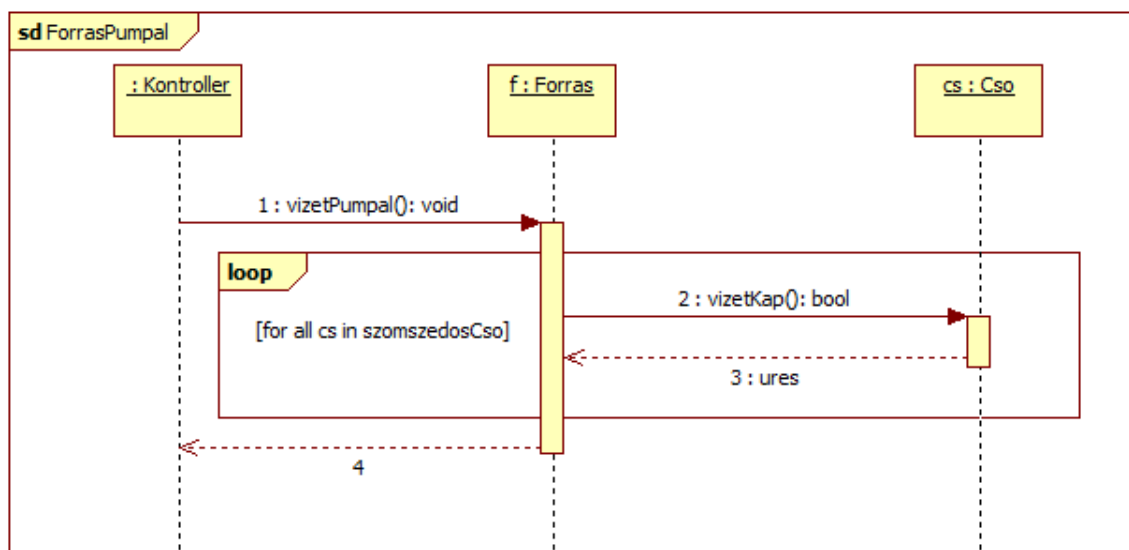 sd ForrasPumpal
: Kontroller
f : Forras
cs : Cso
1 : vizetPumpal(): void
loop
2 : vizetKap(): bool
[for all cs in szomszedosCso]
3 : ures
4